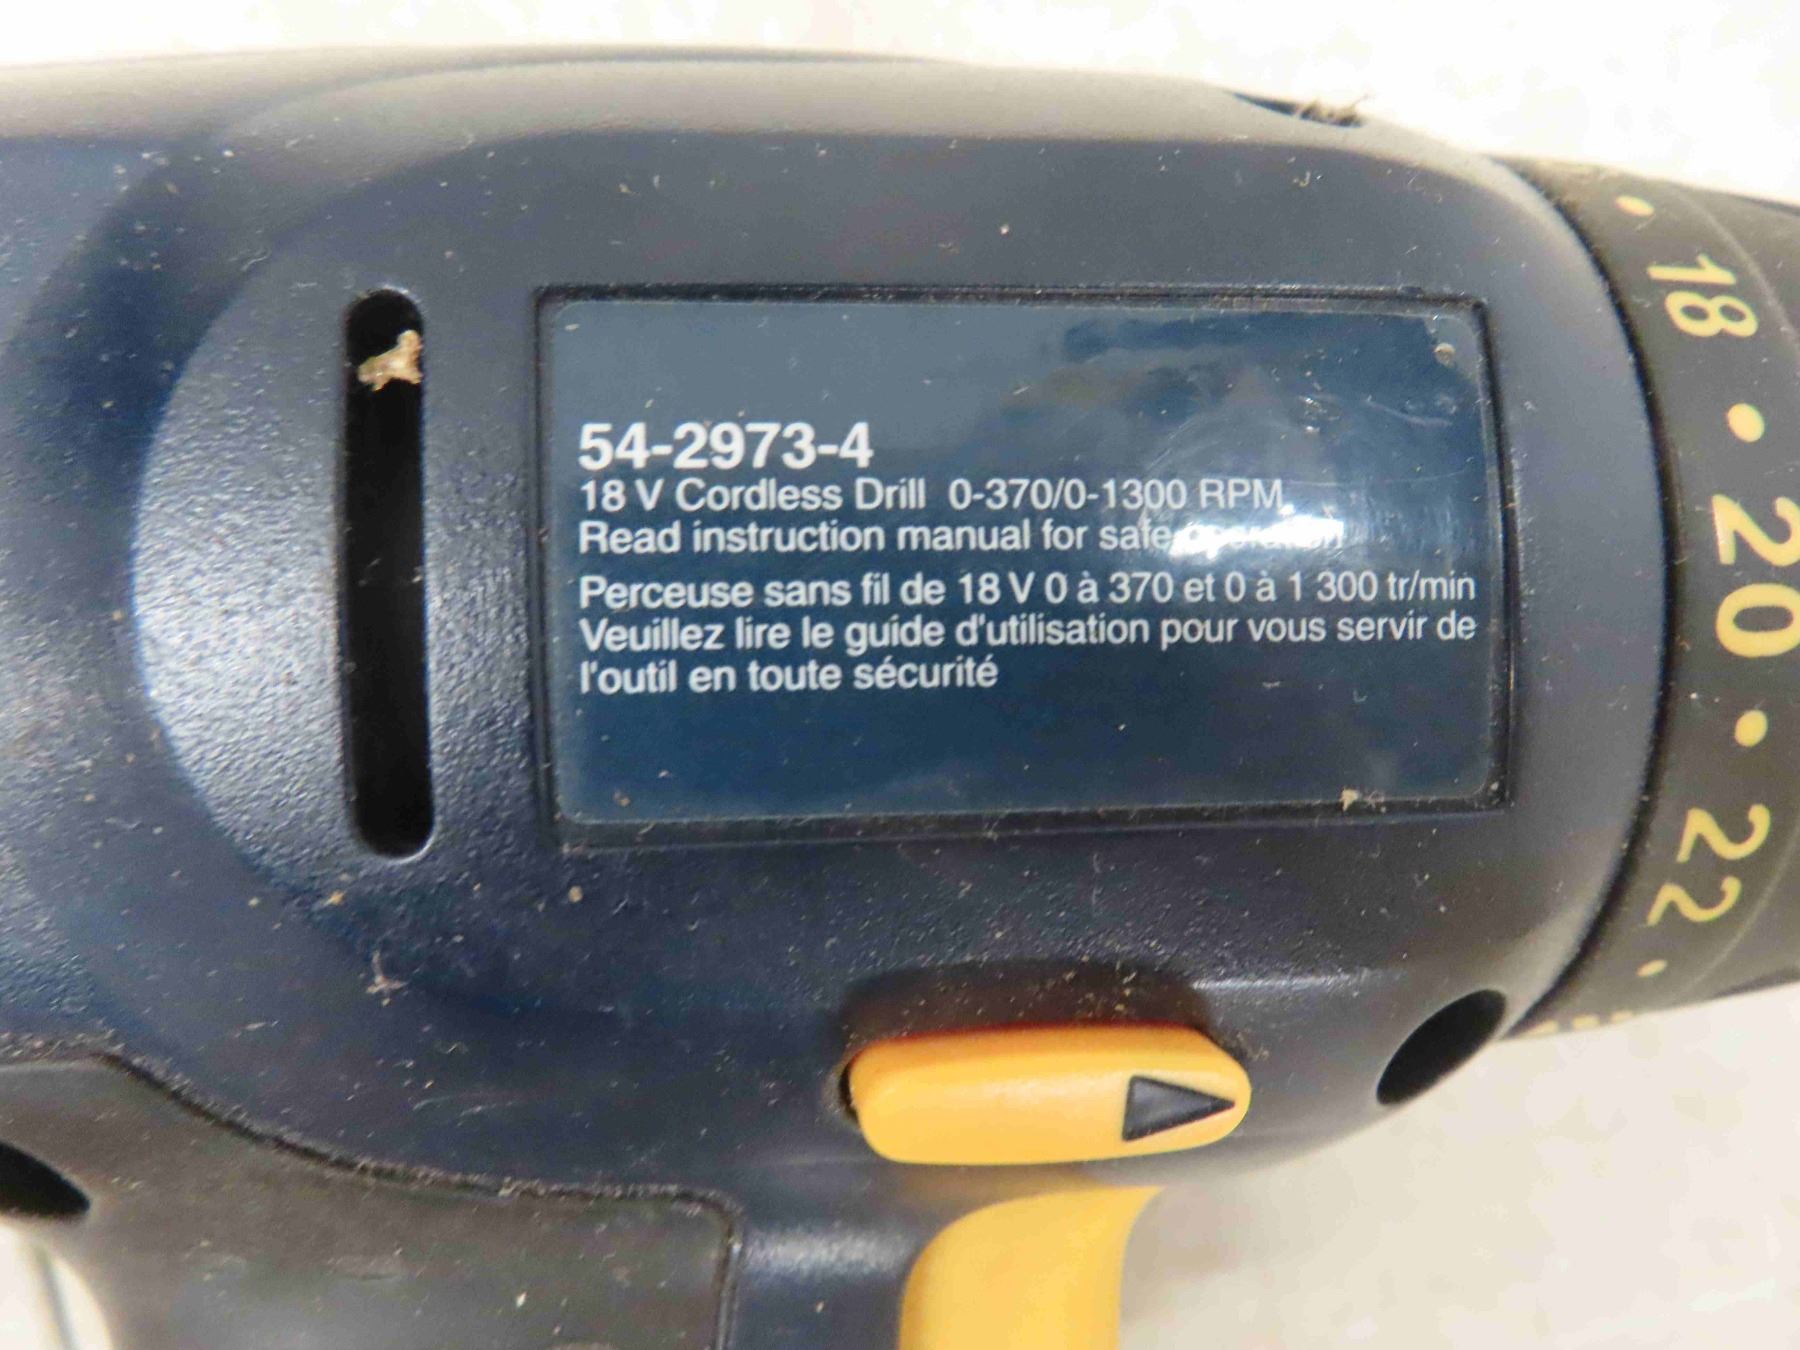 54-2973-4
18 V Cordless Drill 0-370/0-1300 RPM
Read instruction manual for safe operation
Perceuse sans fil de 18 V 0 à 370 et 0 à 1 300 tr/min
Veuillez lire le guide d'utilisation pour vous servir de
l'outil en toute sécurité
18
20
22